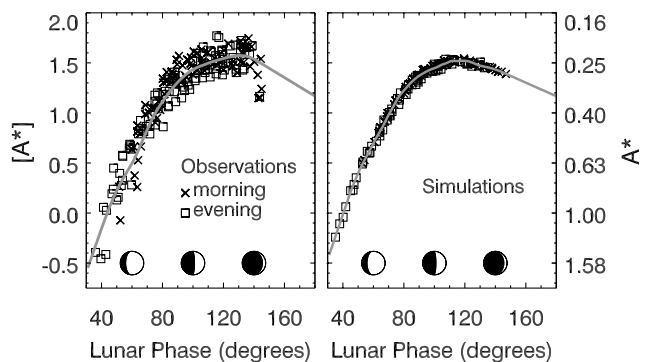 2.0
1.5
1.0
0.5
0.0
-0.5
[A*]
Observations
morning
evening
40 80 120 160
Lunar Phase (degrees)
Simulations
40 80 120 160
Lunar Phase (degrees)
0.16
0.25
0.40
0.63
1.00
1.58
A*